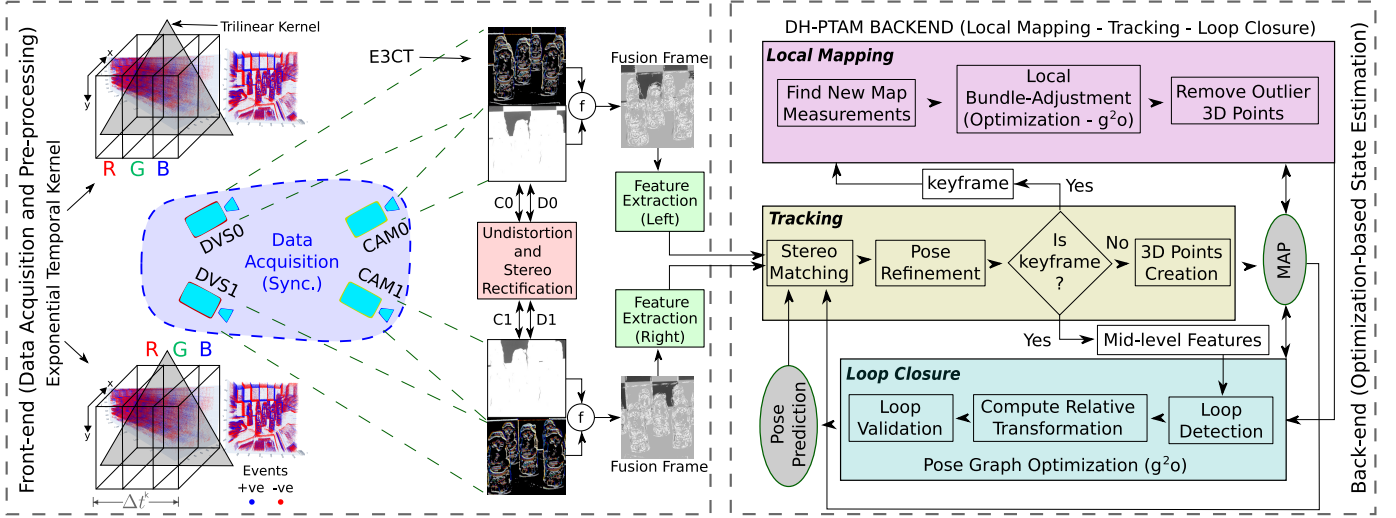 Front-end (Data Acquisition and Pre-processing)
Exponential Temporal Kernel
Trilinear Kernel
x
y
R G B
E3CT
f
Fusion Frame
DVS0
CAM0
Data
Acquisition
(Sync.)
DVS1
CAM1
C0
D0
Undistortion
and
Stereo
Rectification
C1
D1
Feature
Extraction
(Left)
Feature
Extraction
(Right)
R G B
x
y
Δtᵏ
Events
+ve -ve
f
Fusion Frame
DH-PTAM BACKEND (Local Mapping - Tracking - Loop Closure)
Local Mapping
Find New Map
Measurements
Local
Bundle-Adjustment
(Optimization - g²o)
Remove Outlier
3D Points
keyframe
Yes
Tracking
Stereo
Matching
Pose
Refinement
Is
keyframe
?
No
3D Points
Creation
MAP
Yes
Mid-level Features
Loop Closure
Loop
Validation
Compute Relative
Transformation
Loop
Detection
Pose Graph Optimization (g²o)
Pose
Prediction
Back-end (Optimization-based State Estimation)